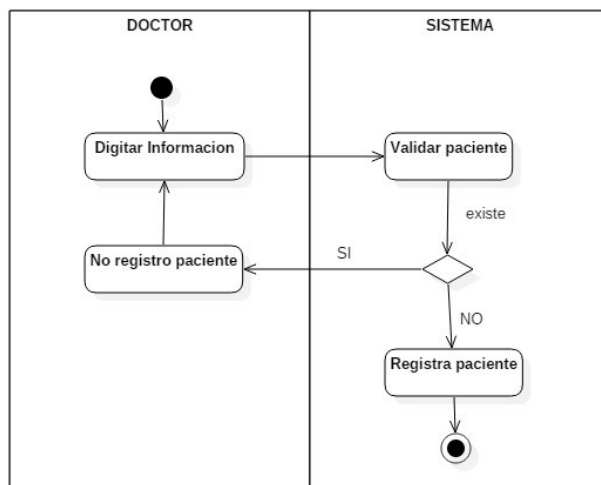 DOCTOR
SISTEMA
Digitar Informacion
Validar paciente
existe
No registro paciente
SI
NO
Registra paciente